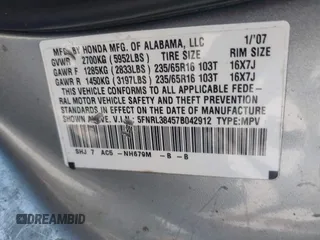 MFD. BY HONDA MFG. OF ALABAMA, LLC 1/'07
GVWR 2700KG (5952LBS) TIRE SIZE RIM SIZE
GAWR F 1285KG (2833LBS) 235/65R16 103T 16X7J
GAWR R 1450KG (3197LBS) 235/65R16 103T 16X7J
THIS VEHICLE CONFORMS TO ALL APPLICABLE FEDE-
RAL MOTOR VEHICLE SAFETY AND THEFT PREVENTION
STANDARDS IN EFFECT ON THE DATE OF MANUFACTURE
SHOWN ABOVE. V.I.N.: 5FNRL38457B042912 TYPE:MPV
SHJ 7 AC5 -NH679M - B - B
DREAMBID